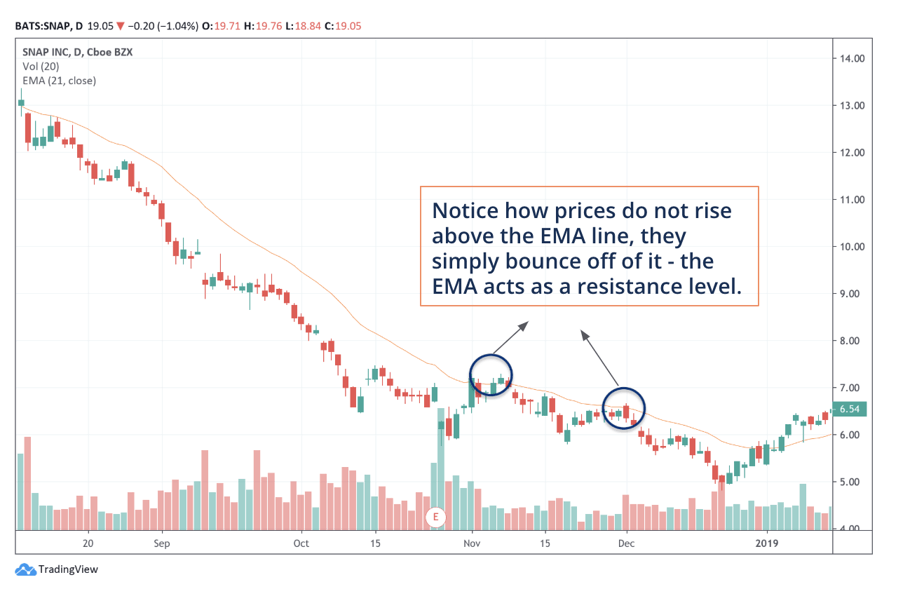 BATS:SNAP, D 19.05 ▼ −0.20 (−1.04%) O:19.71 H:19.76 L:18.84 C:19.05
SNAP INC, D, Cboe BZX
Vol (20)
EMA (21, close)
14.00
13.00
12.00
11.00
10.00
9.00
8.00
7.00
6.54
6.00
5.00
4.00
Notice how prices do not rise
above the EMA line, they
simply bounce off of it - the
EMA acts as a resistance level.
E
20 Sep Oct 15 Nov 15 Dec 2019
TradingView